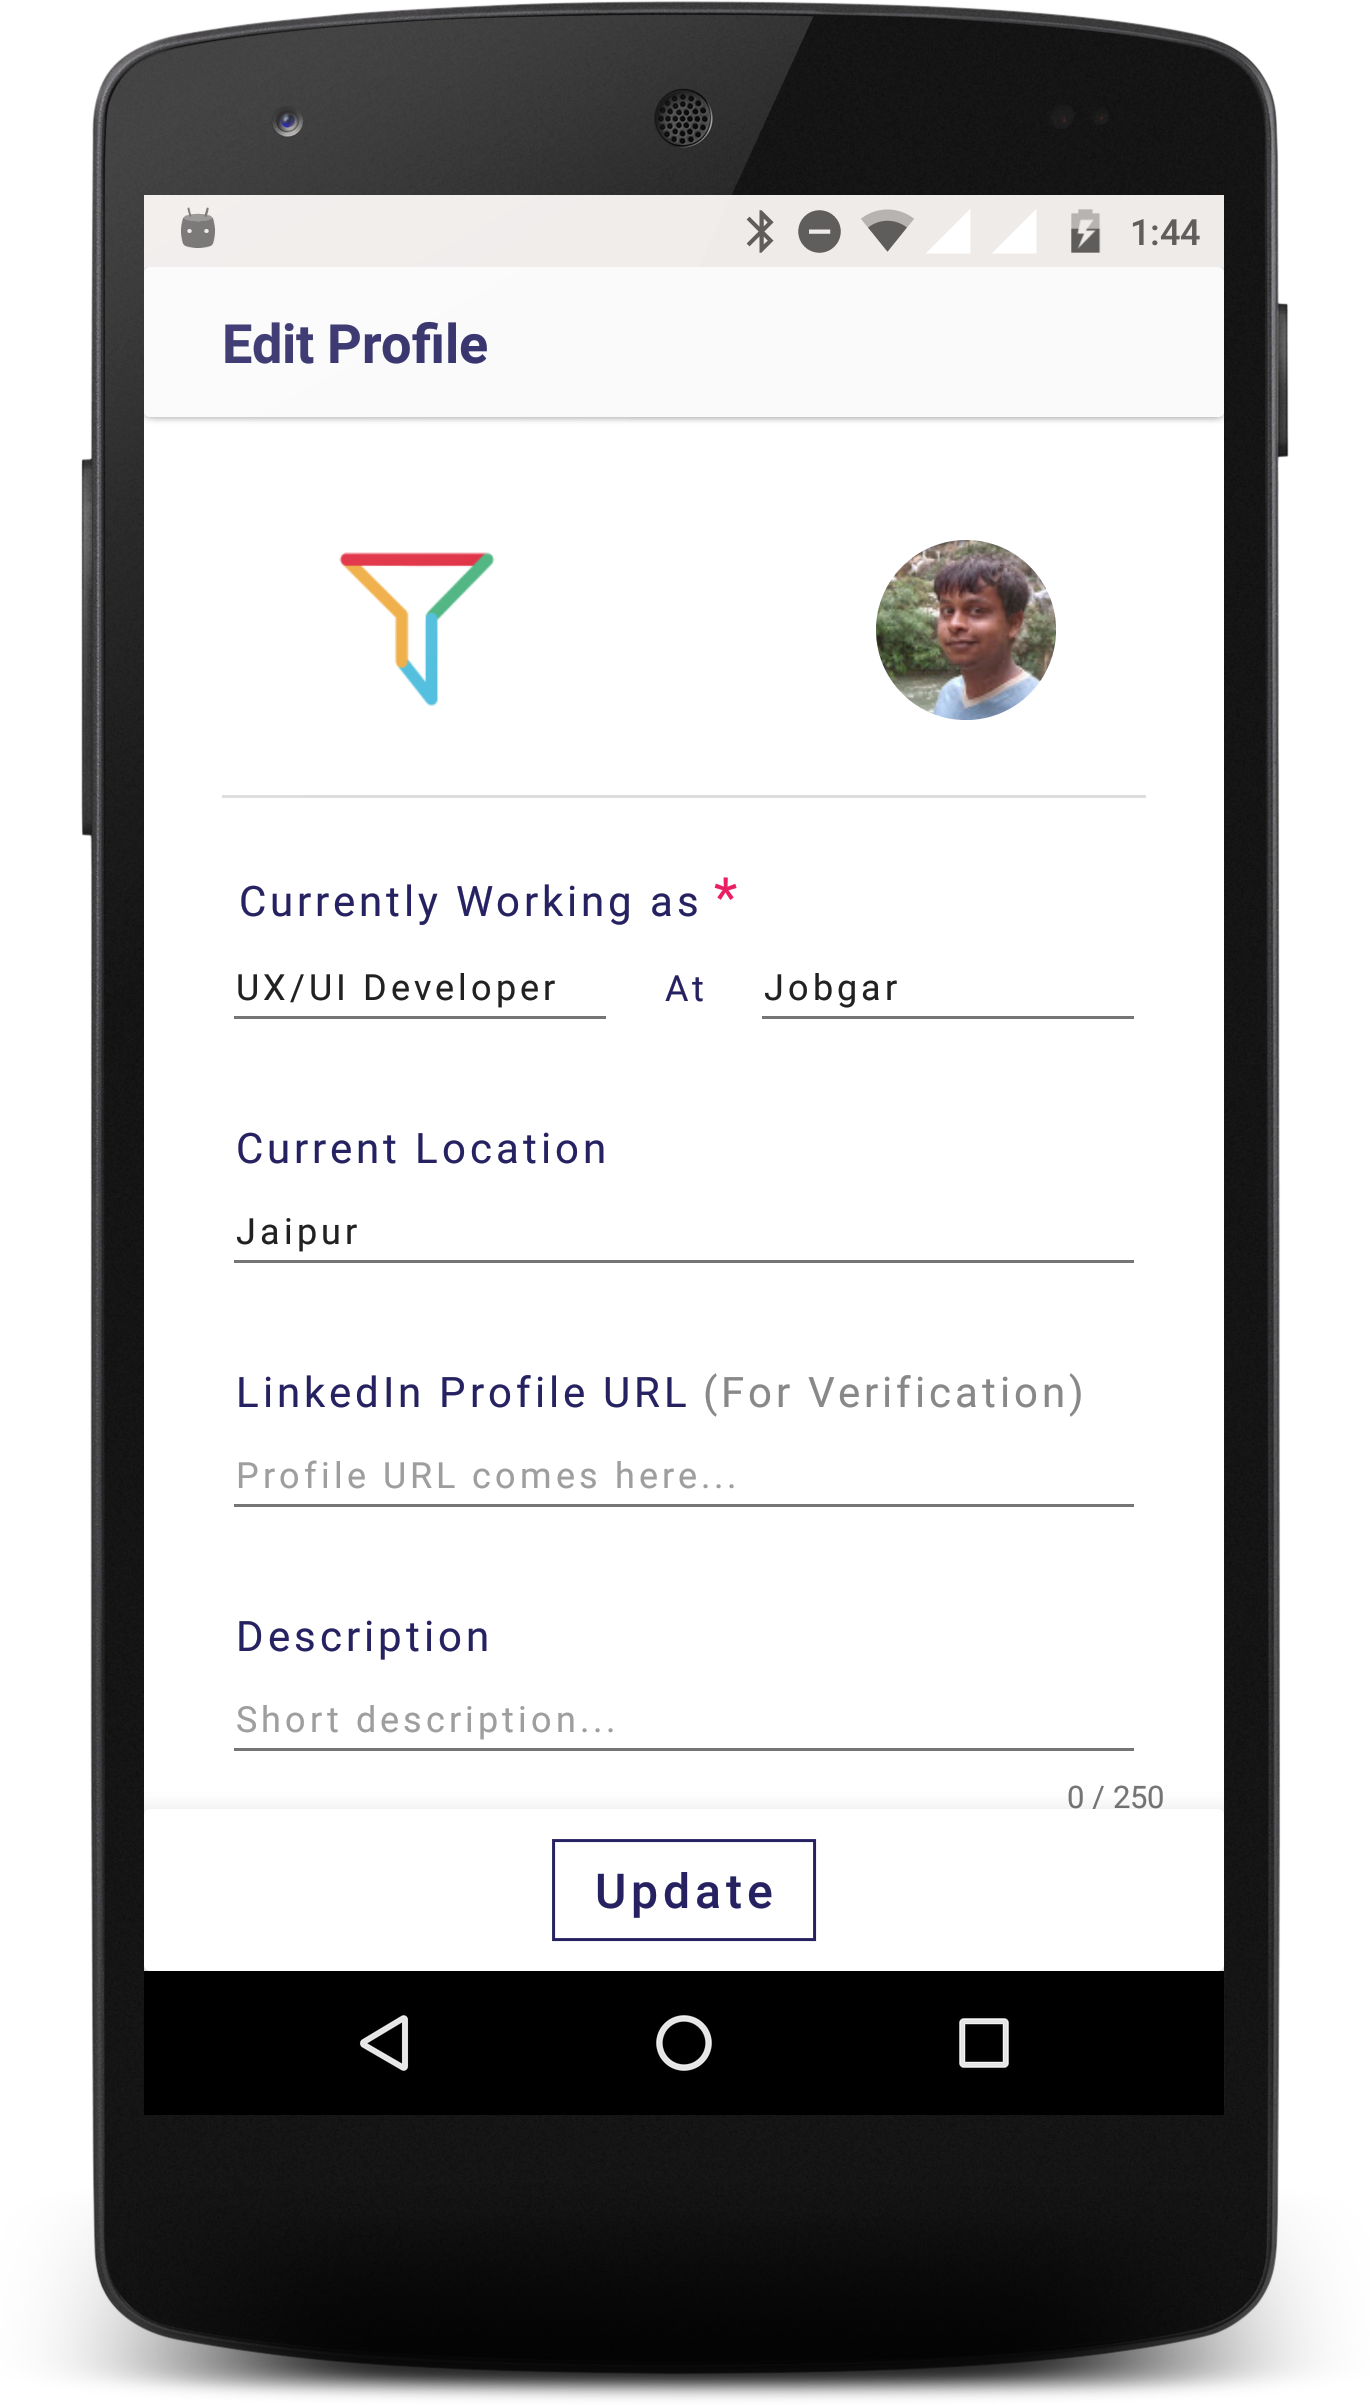 1:44
Edit Profile
Currently Working as *
UX/UI Developer At Jobgar
Current Location
Jaipur
LinkedIn Profile URL (For Verification)
Profile URL comes here...
Description
Short description...
0 / 250
Update